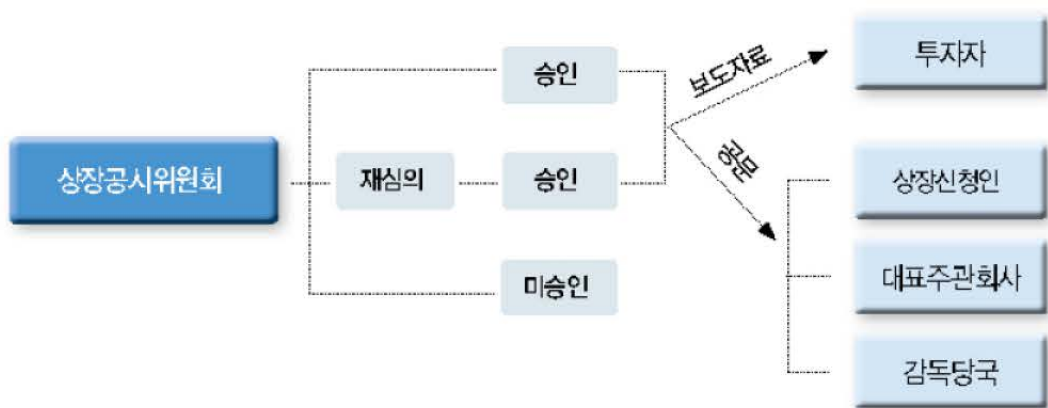 상장공시위원회
승인
재심의
승인
미승인
보도자료
공문
투자자
상장신청인
대표주관회사
감독당국